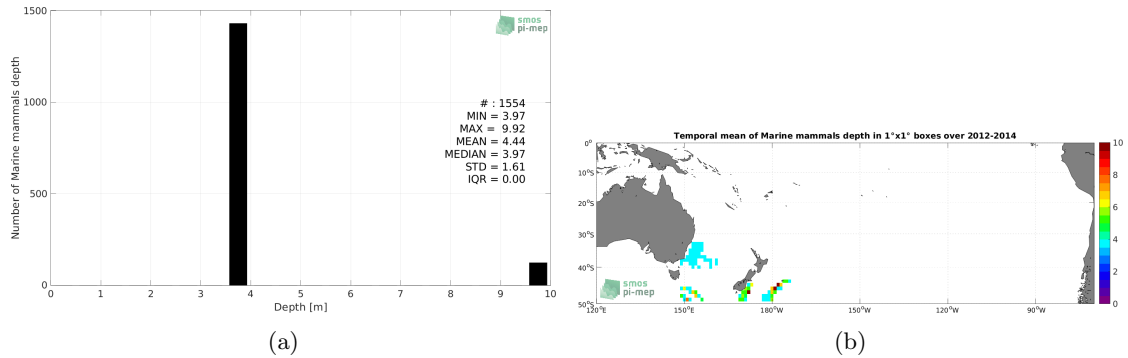 1500
1000
500
0
Number of Marine mammals depth
0 1 2 3 4 5 6 7 8 9 10
Depth [m]
smos
pi-mep
# : 1554
MIN = 3.97
MAX = 9.92
MEAN = 4.44
MEDIAN = 3.97
STD = 1.61
IQR = 0.00
(a)
Temporal mean of Marine mammals depth in 1°x1° boxes over 2012-2014
0°
10°S
20°S
30°S
40°S
50°S
120°E 150°E 180°W 150°W 120°W 90°W
smos
pi-mep
10
8
6
4
2
0
(b)